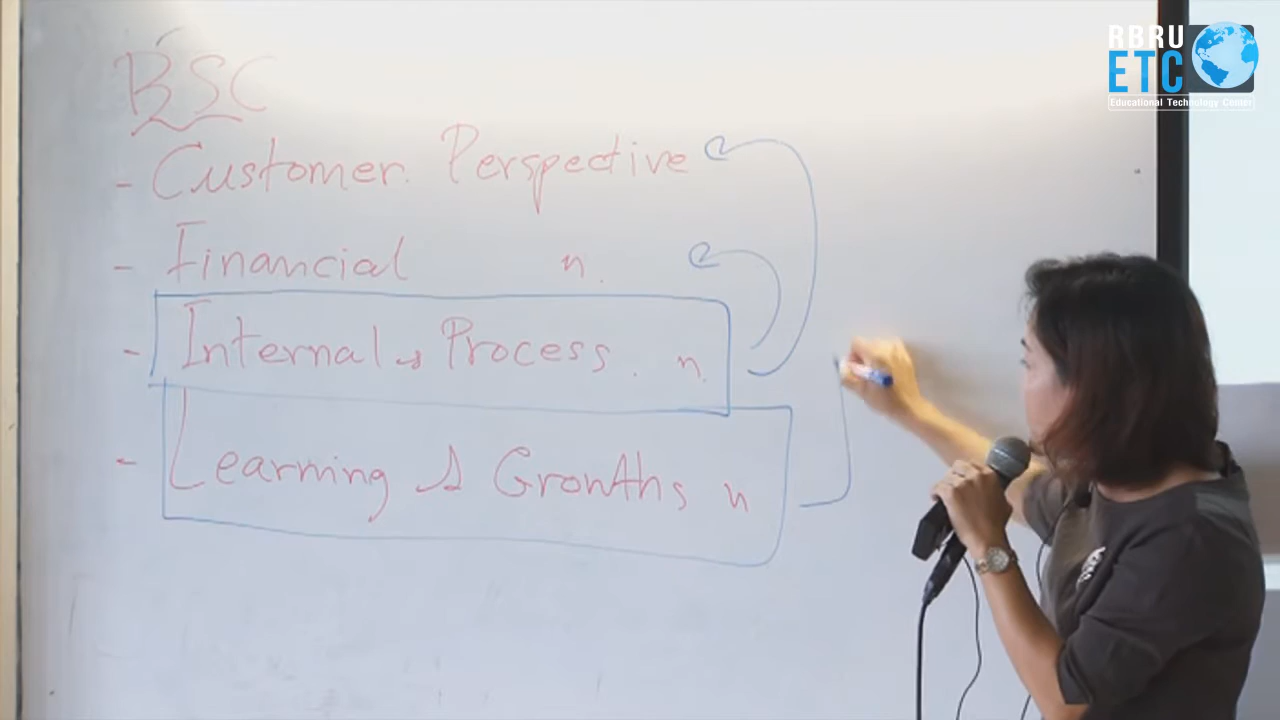 BSC
- Customer. Perspective
- Financial n.
- Internal Process. n.
- Learning & Growths n
RBRU
ETC
Educational Technology Center